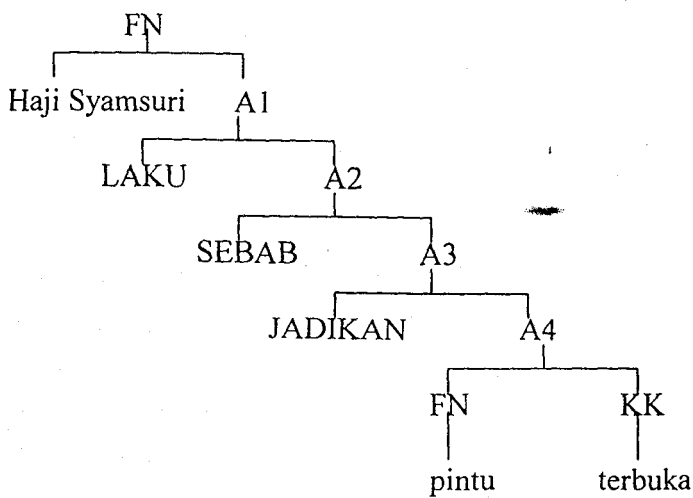 FN
Haji Syamsuri A1
LAKU A2
SEBAB A3
JADIKAN A4
FN KK
pintu terbuka